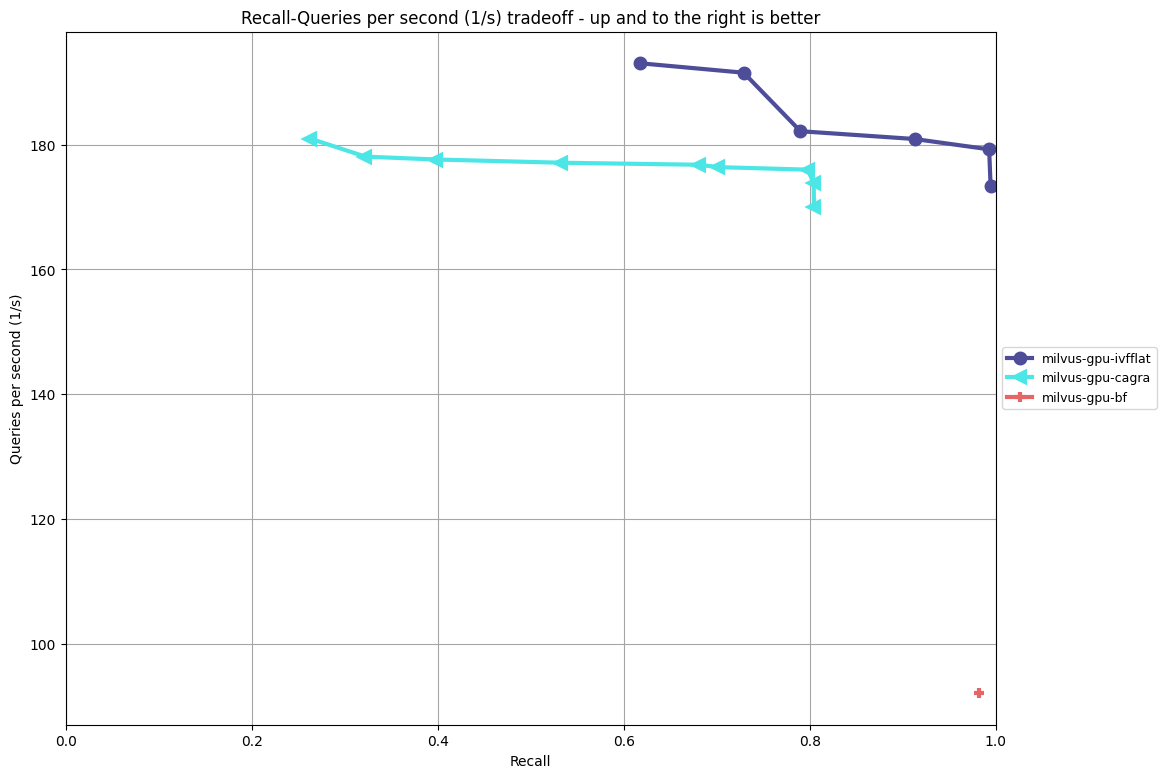 Recall-Queries per second (1/s) tradeoff - up and to the right is better
180
160
140
120
100
Queries per second (1/s)
0.0 0.2 0.4 0.6 0.8 1.0
Recall
milvus-gpu-ivfflat
milvus-gpu-cagra
milvus-gpu-bf